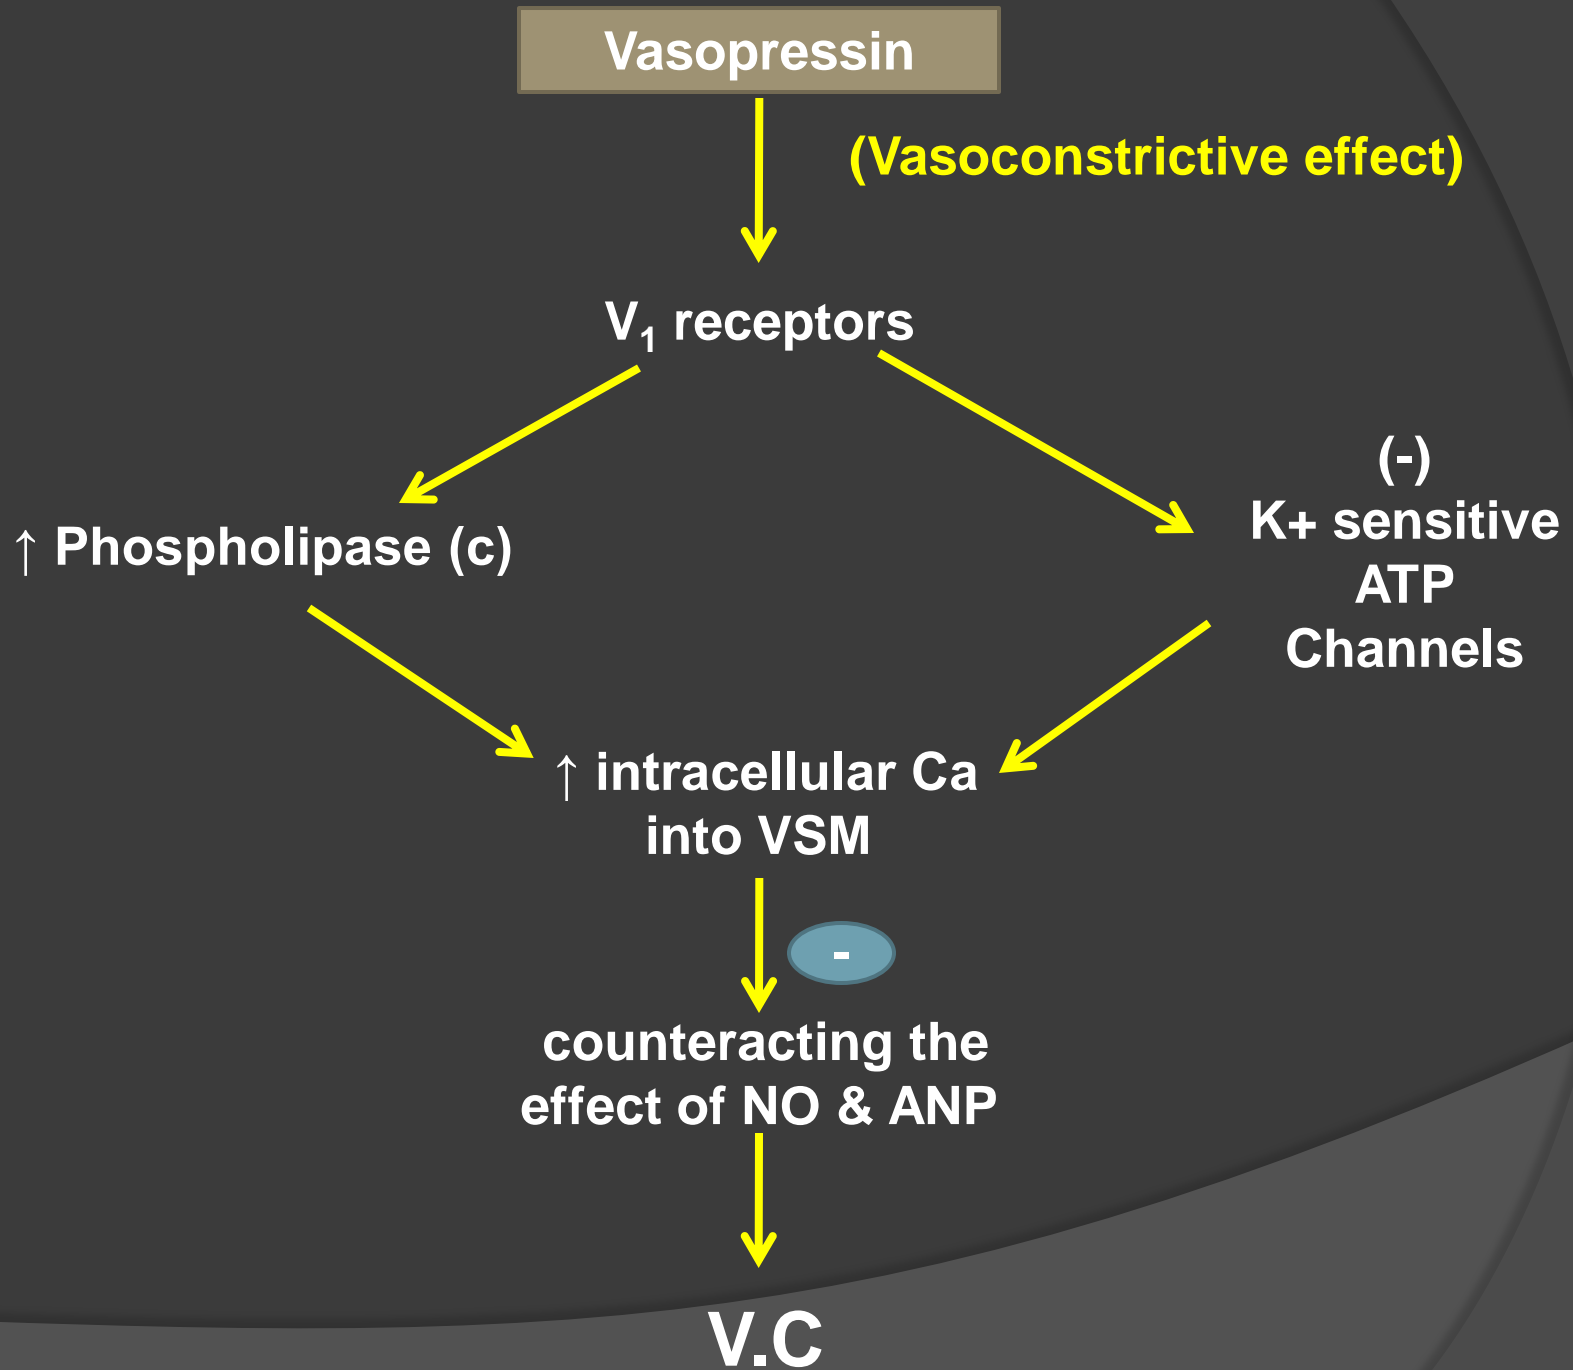 Vasopressin
(Vasoconstrictive effect)
V₁ receptors
↑ Phospholipase (c)
(-)
K+ sensitive
ATP
Channels
↑ intracellular Ca
into VSM
-
counteracting the
effect of NO & ANP
V.C